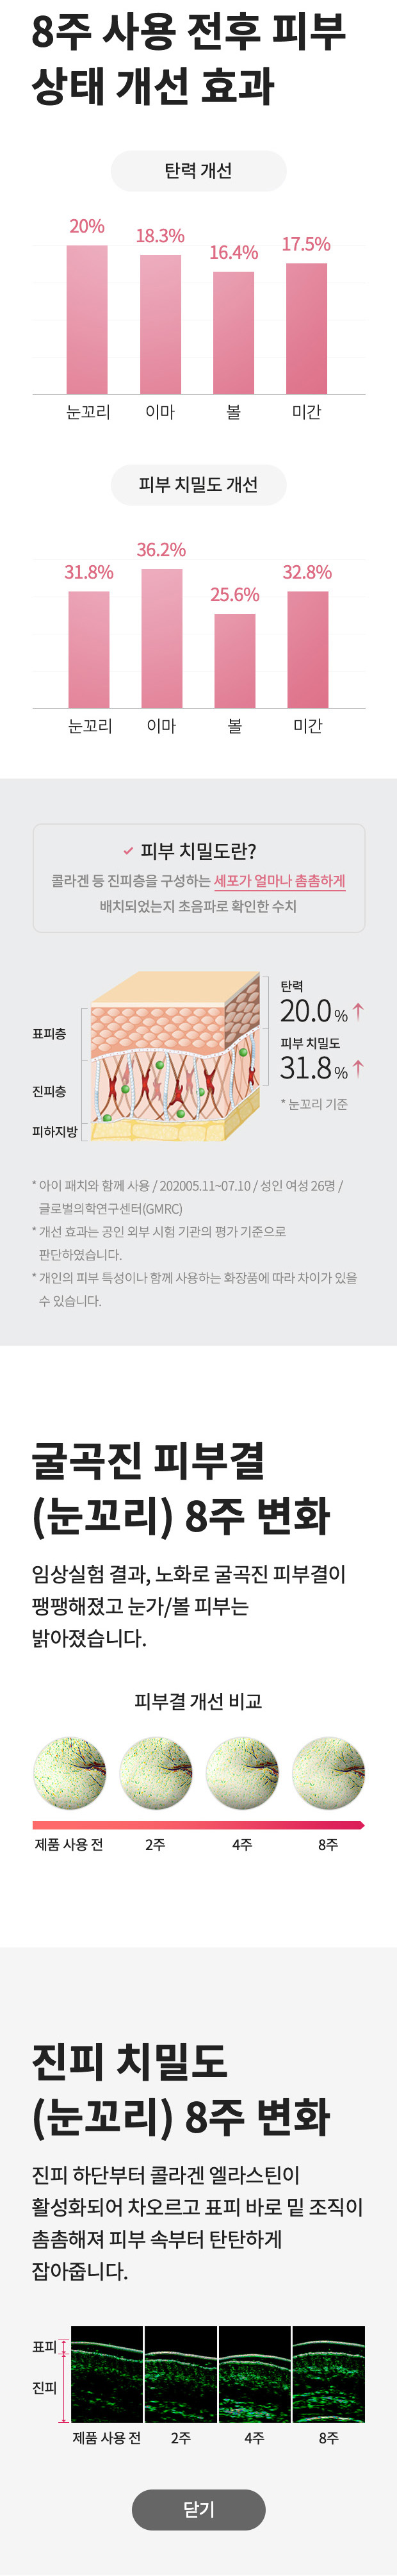 8주 사용 전후 피부
상태 개선 효과
탄력 개선
20%
18.3%
16.4%
17.5%
눈꼬리
이마
볼
미간
피부 치밀도 개선
31.8%
36.2%
25.6%
32.8%
눈꼬리
이마
볼
미간
피부 치밀도란?
콜라겐 등 진피층을 구성하는 세포가 얼마나 촘촘하게
배치되었는지 초음파로 확인한 수치
표피층
진피층
피하지방
탄력
20.0%
피부 치밀도
31.8%
* 눈꼬리 기준
* 아이 패치와 함께 사용 / 202005.11~07.10 / 성인 여성 26명 /
글로벌의학연구센터(GMRC)
* 개선 효과는 공인 외부 시험 기관의 평가 기준으로
판단하였습니다.
* 개인의 피부 특성이나 함께 사용하는 화장품에 따라 차이가 있을
수 있습니다.
굴곡진 피부결
(눈꼬리) 8주 변화
임상실험 결과, 노화로 굴곡진 피부결이
팽팽해졌고 눈가/볼 피부는
밝아졌습니다.
피부결 개선 비교
제품 사용 전
2주
4주
8주
진피 치밀도
(눈꼬리) 8주 변화
진피 하단부터 콜라겐 엘라스틴이
활성화되어 차오르고 표피 바로 밑 조직이
촘촘해져 피부 속부터 탄탄하게
잡아줍니다.
표피
진피
제품 사용 전
2주
4주
8주
닫기